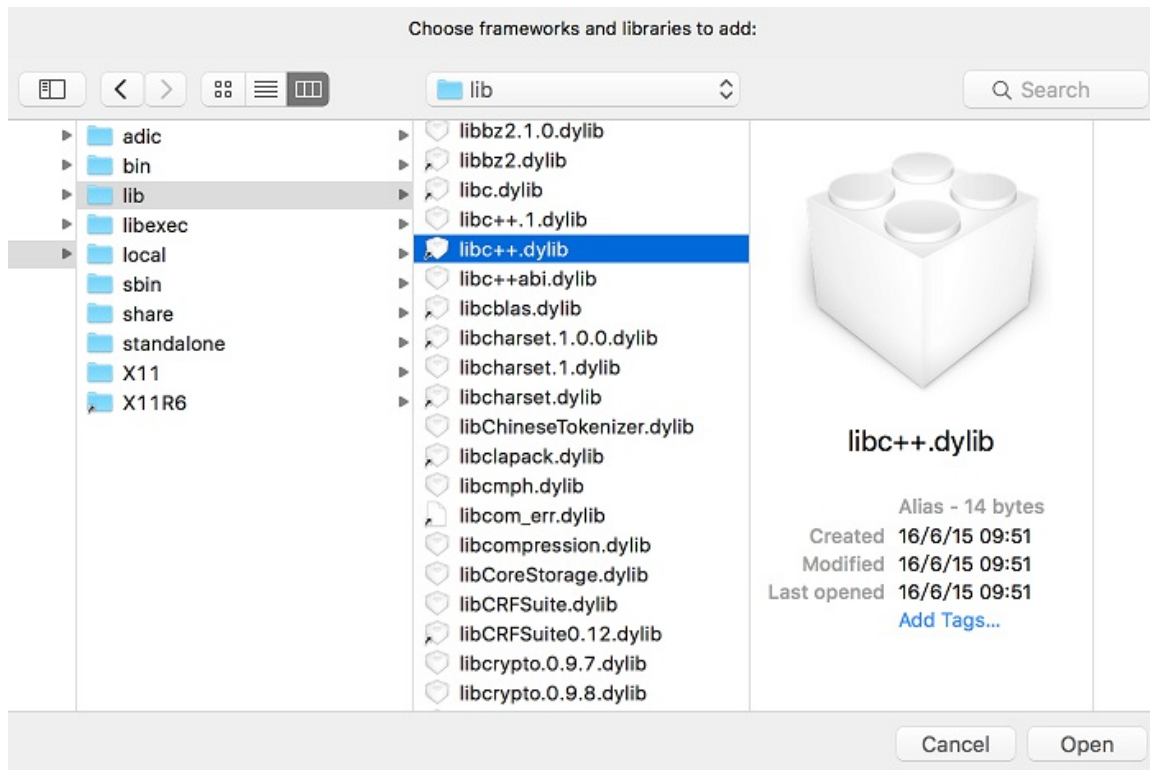 Choose frameworks and libraries to add:
lib
Search
adic
bin
lib
libexec
local
sbin
share
standalone
X11
X11R6
libbz2.1.0.dylib
libbz2.dylib
libc.dylib
libc++.1.dylib
libc++.dylib
libc++abi.dylib
libcblas.dylib
libcharset.1.0.0.dylib
libcharset.1.dylib
libcharset.dylib
libChineseTokenizer.dylib
libclapack.dylib
libcmph.dylib
libcom_err.dylib
libcompression.dylib
libCoreStorage.dylib
libCRFSuite.dylib
libCRFSuite0.12.dylib
libcrypto.0.9.7.dylib
libcrypto.0.9.8.dylib
libc++.dylib
Alias - 14 bytes
Created 16/6/15 09:51
Modified 16/6/15 09:51
Last opened 16/6/15 09:51
Add Tags...
Cancel
Open